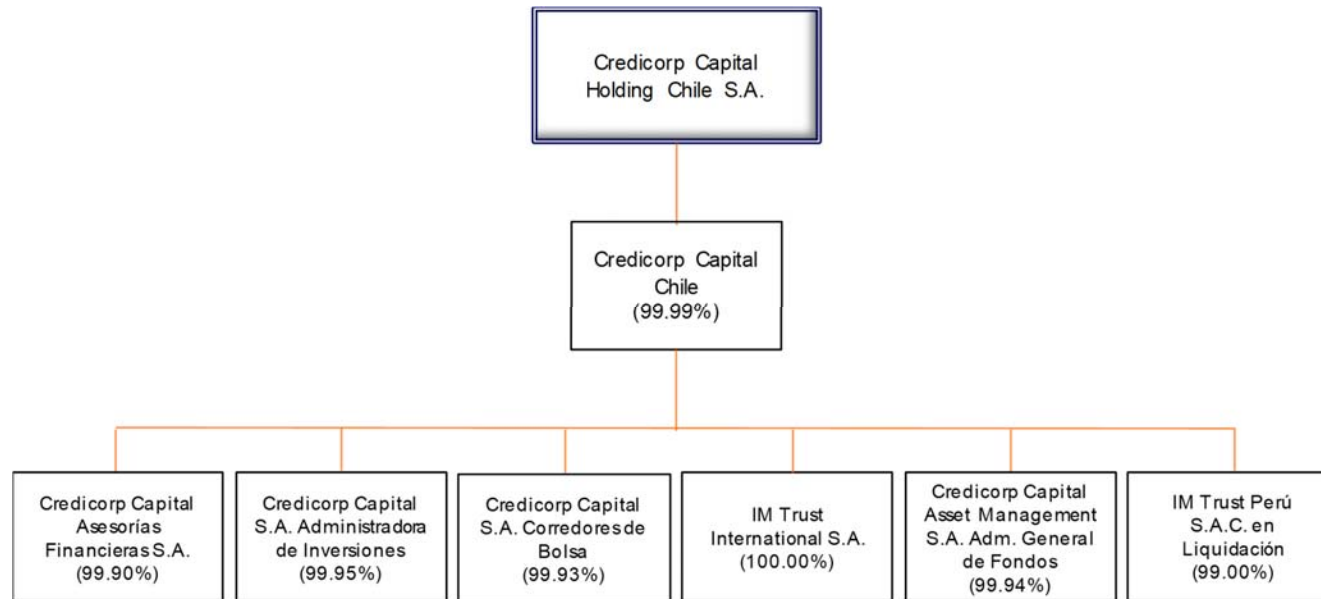 Credicorp Capital
Holding Chile S.A.
Credicorp Capital
Chile
(99.99%)
Credicorp Capital
Asesorías
Financieras S.A.
(99.90%)
Credicorp Capital
S.A. Administradora
de Inversiones
(99.95%)
Credicorp Capital
S.A. Corredores de
Bolsa
(99.93%)
IM Trust
International S.A.
(100.00%)
Credicorp Capital
Asset Management
S.A. Adm. General
de Fondos
(99.94%)
IM Trust Perú
S.A.C. en
Liquidación
(99.00%)